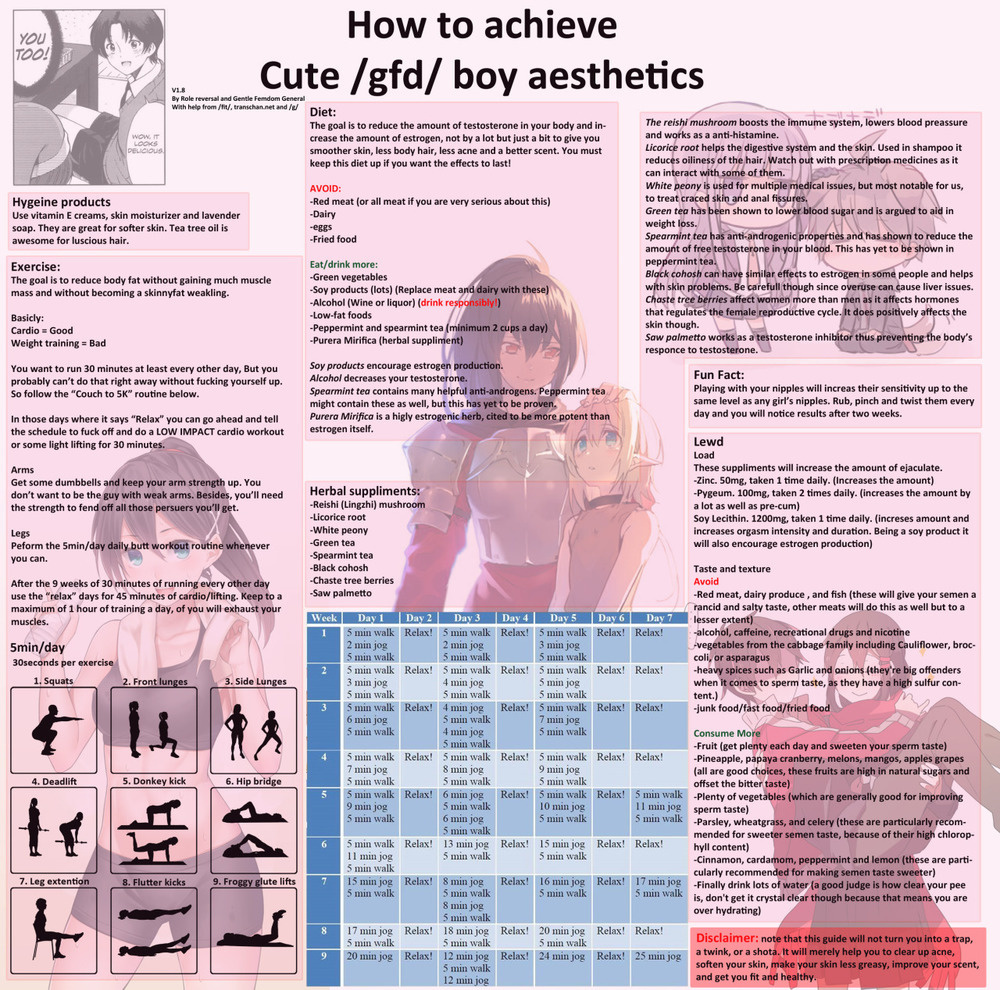 How to achieve
Cute /gfd/ boy aesthetics
YOU
TOO!
WOW, IT
LOOKS
DELICIOUS.
V1.8
By Role reversal and Gentle Femdom General
With help from /fit/, transchan.net and /g/
Hygeine products
Use vitamin E creams, skin moisturizer and lavender
soap. They are great for softer skin. Tea tree oil is
awesome for luscious hair.
Exercise:
The goal is to reduce body fat without gaining much muscle
mass and without becoming a skinnyfat weakling.
Basicly:
Cardio = Good
Weight training = Bad
You want to run 30 minutes at least every other day, But you
probably can't do that right away without fucking yourself up.
So follow the "Couch to 5K" routine below.
In those days where it says "Relax" you can go ahead and tell
the schedule to fuck off and do a LOW IMPACT cardio workout
or some light lifting for 30 minutes.
Arms
Get some dumbbells and keep your arm strength up. You
don't want to be the guy with weak arms. Besides, you'll need
the strength to fend off all those persuers you'll get.
Legs
Peform the 5min/day daily butt workout routine whenever
you can.
After the 9 weeks of 30 minutes of running every other day
use the "relax" days for 45 minutes of cardio/lifting. Keep to a
maximum of 1 hour of training a day, of you will exhaust your
muscles.
5min/day
30seconds per exercise
1. Squats 2. Front lunges 3. Side Lunges
4. Deadlift 5. Donkey kick 6. Hip bridge
7. Leg extention 8. Flutter kicks 9. Froggy glute lifts
Diet:
The goal is to reduce the amount of testosterone in your body and in-
crease the amount of estrogen, not by a lot but just a bit to give you
smoother skin, less body hair, less acne and a better scent. You must
keep this diet up if you want the effects to last!
AVOID:
-Red meat (or all meat if you are very serious about this)
-Dairy
-eggs
-Fried food
Eat/drink more:
-Green vegetables
-Soy products (lots) (Replace meat and dairy with these)
-Alcohol (Wine or liquor) (drink responsibly!)
-Low-fat foods
-Peppermint and spearmint tea (minimum 2 cups a day)
-Purera Mirifica (herbal suppliment)
Soy products encourage estrogen production.
Alcohol decreases your testosterone.
Spearmint tea contains many helpful anti-androgens. Peppermint tea
might contain these as well, but this has yet to be proven.
Purera Mirifica is a higly estrogenic herb, cited to be more potent than
estrogen itself.
Herbal suppliments:
-Reishi (Lingzhi) mushroom
-Licorice root
-White peony
-Green tea
-Spearmint tea
-Black cohosh
-Chaste tree berries
-Saw palmetto
Week Day 1 Day 2 Day 3 Day 4 Day 5 Day 6 Day 7
1 5 min walk Relax! 5 min walk Relax! 5 min walk Relax! Relax!
2 min jog 2 min jog 3 min jog
5 min walk 5 min walk 5 min walk
2 5 min walk Relax! 5 min walk Relax! 5 min walk Relax! Relax!
3 min jog 4 min jog 5 min jog
5 min walk 5 min walk 5 min walk
3 5 min walk Relax! 4 min jog Relax! 5 min walk Relax! Relax!
6 min jog 5 min walk 7 min jog
5 min walk 4 min jog 5 min walk
5 min walk
4 5 min walk Relax! 5 min walk Relax! 5 min walk Relax! Relax!
7 min jog 8 min jog 9 min jog
5 min walk 5 min walk 5 min walk
5 5 min walk Relax! 6 min jog Relax! 5 min walk Relax! 5 min walk
9 min jog 5 min walk 10 min jog 11 min jog
5 min walk 6 min jog 5 min walk 5 min walk
5 min walk
6 5 min walk Relax! 13 min jog Relax! 15 min jog Relax! Relax!
11 min jog 5 min walk 5 min walk
5 min walk
7 15 min jog Relax! 8 min jog Relax! 16 min jog Relax! 17 min jog
5 min walk 5 min walk 5 min walk 5 min walk
8 min jog
5 min walk
8 17 min jog Relax! 18 min jog Relax! 20 min jog Relax! Relax!
5 min walk 5 min walk 5 min walk
9 20 min jog Relax! 12 min jog Relax! 24 min jog Relax! 25 min jog
5 min walk
12 min jog
The reishi mushroom boosts the immume system, lowers blood preassure
and works as a anti-histamine.
Licorice root helps the digestive system and the skin. Used in shampoo it
reduces oiliness of the hair. Watch out with prescription medicines as it
can interact with some of them.
White peony is used for multiple medical issues, but most notable for us,
to treat craced skin and anal fissures.
Green tea has been shown to lower blood sugar and is argued to aid in
weight loss.
Spearmint tea has anti-androgenic properties and has shown to reduce the
amount of free testosterone in your blood. This has yet to be shown in
peppermint tea.
Black cohosh can have similar effects to estrogen in some people and helps
with skin problems. Be carefull though since overuse can cause liver issues.
Chaste tree berries affect women more than men as it affects hormones
that regulates the female reproductive cycle. It does positively affects the
skin though.
Saw palmetto works as a testosterone inhibitor thus preventing the body's
responce to testosterone.
Fun Fact:
Playing with your nipples will increas their sensitivity up to the
same level as any girl's nipples. Rub, pinch and twist them every
day and you will notice results after two weeks.
Lewd
Load
These suppliments will increase the amount of ejaculate.
-Zinc. 50mg, taken 1 time daily. (Increases the amount)
-Pygeum. 100mg, taken 2 times daily. (increases the amount by
a lot as well as pre-cum)
Soy Lecithin. 1200mg, taken 1 time daily. (increses amount and
increases orgasm intensity and duration. Being a soy product it
will also encourage estrogen production)
Taste and texture
Avoid
-Red meat, dairy produce , and fish (these will give your semen a
rancid and salty taste, other meats will do this as well but to a
lesser extent)
-alcohol, caffeine, recreational drugs and nicotine
-vegetables from the cabbage family including Cauliflower, broc-
coli, or asparagus
-heavy spices such as Garlic and onions (they're big offenders
when it comes to sperm taste, as they have a high sulfur con-
tent.)
-junk food/fast food/fried food
Consume More
-Fruit (get plenty each day and sweeten your sperm taste)
-Pineapple, papaya cranberry, melons, mangos, apples grapes
(all are good choices, these fruits are high in natural sugars and
offset the bitter taste)
-Plenty of vegetables (which are generally good for improving
sperm taste)
-Parsley, wheatgrass, and celery (these are particularly recom-
mended for sweeter semen taste, because of their high chlorop-
hyll content)
-Cinnamon, cardamom, peppermint and lemon (these are parti-
cularly recommended for making semen taste sweeter)
-Finally drink lots of water (a good judge is how clear your pee
is, don't get it crystal clear though because that means you are
over hydrating)
Disclaimer: note that this guide will not turn you into a trap,
a twink, or a shota. It will merely help you to clear up acne,
soften your skin, make your skin less greasy, improve your scent,
and get you fit and healthy.